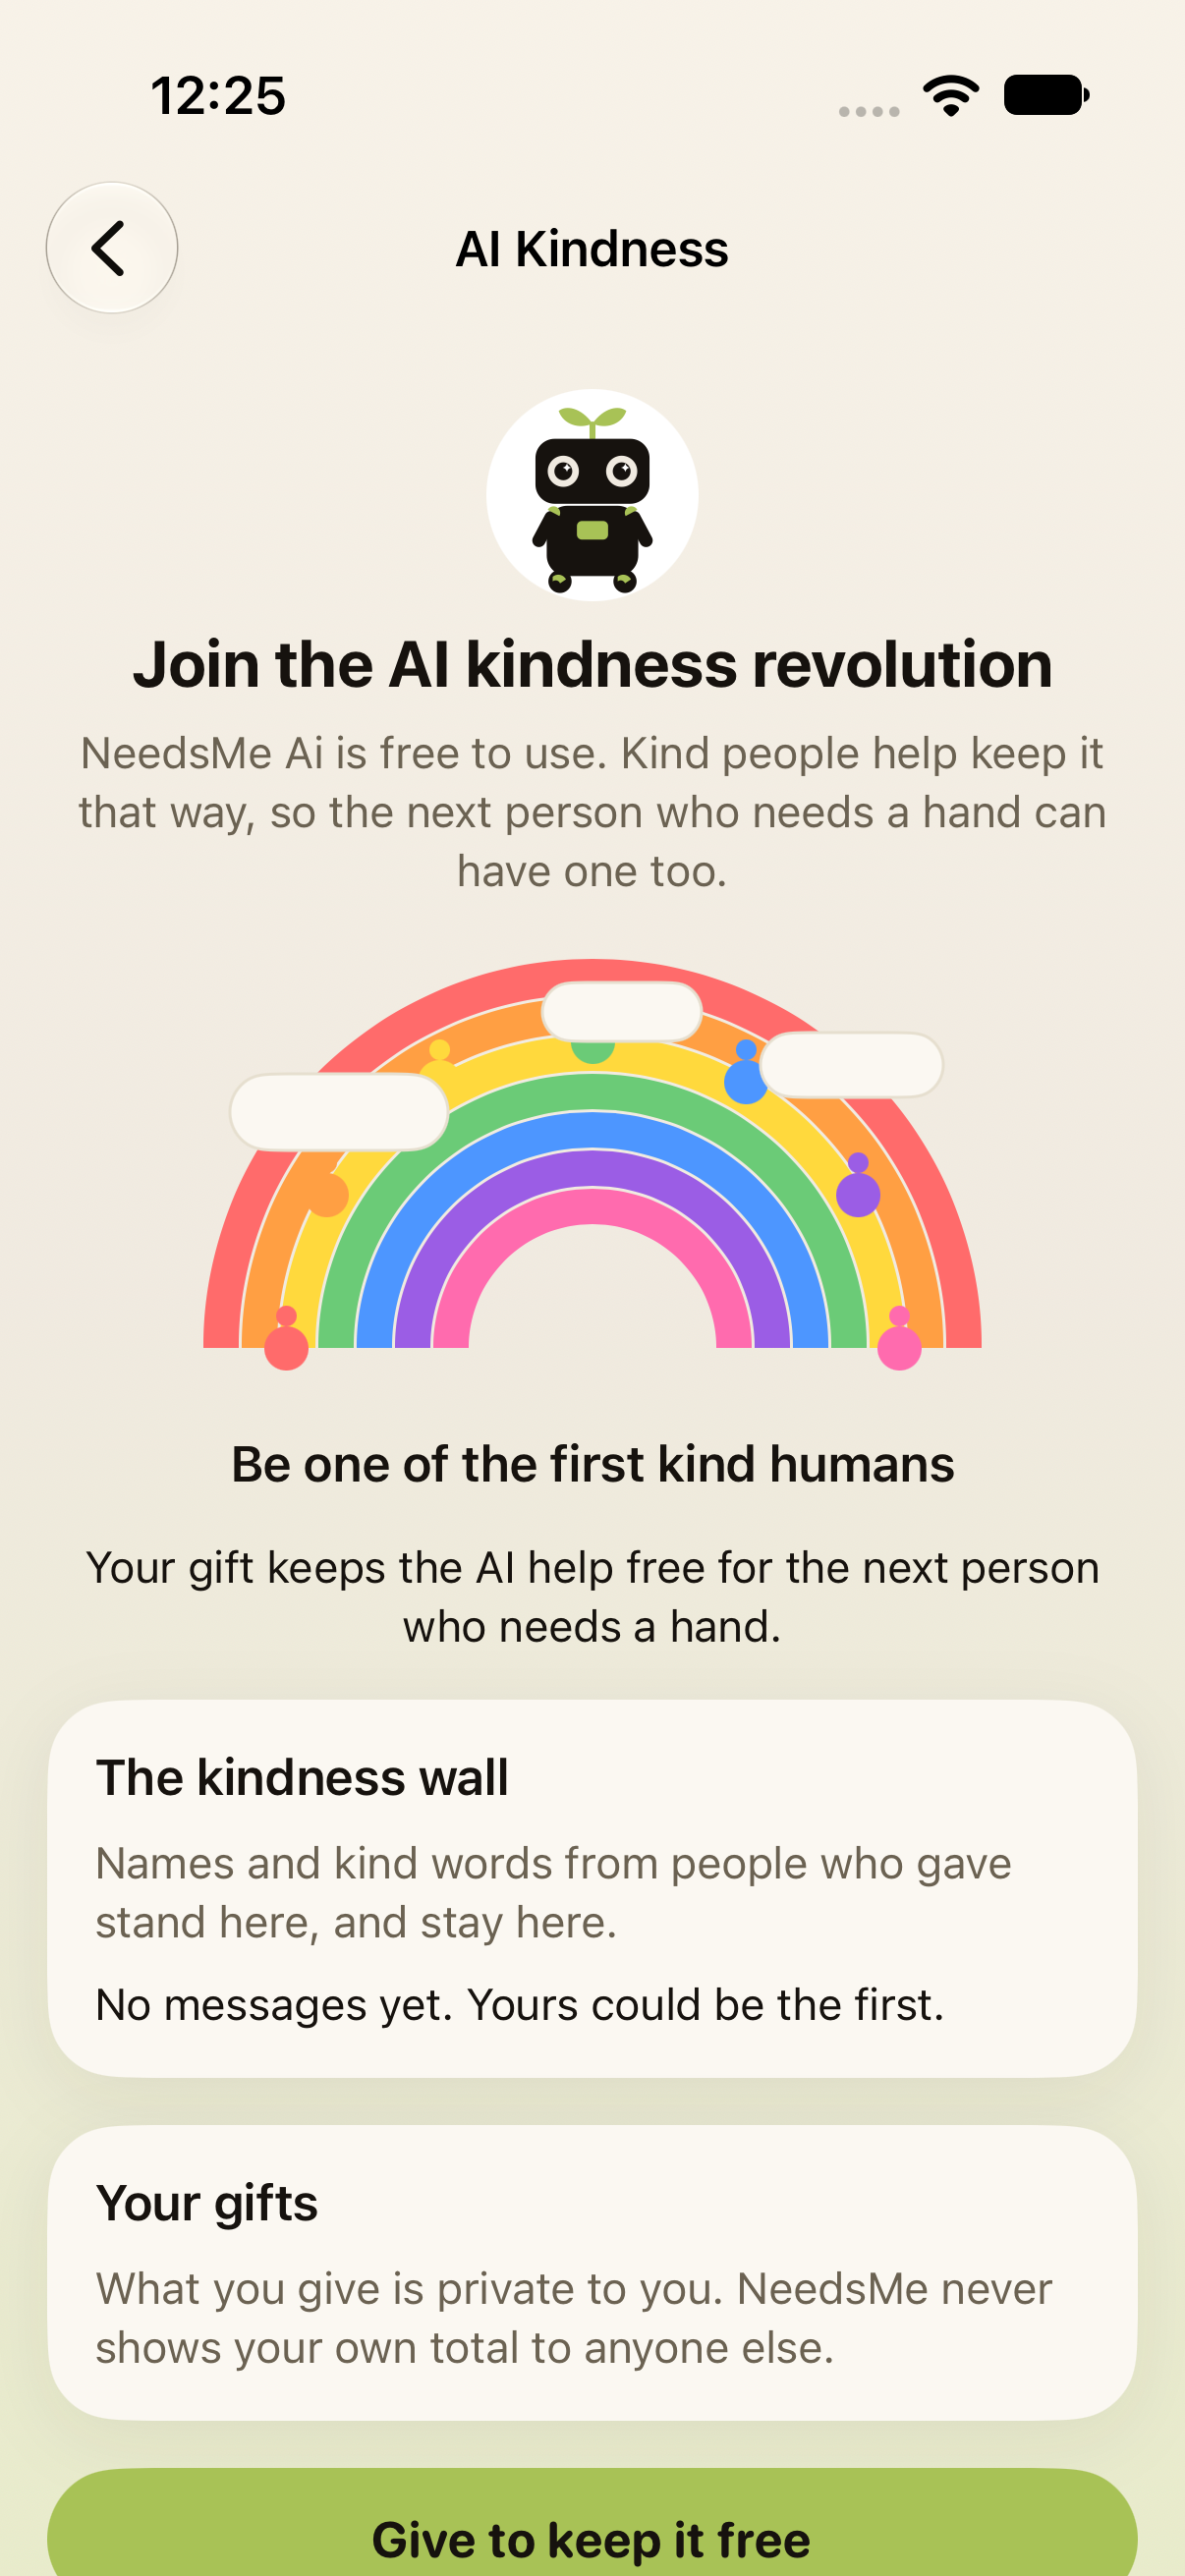 12:25
AI Kindness
Join the AI kindness revolution
NeedsMe Ai is free to use. Kind people help keep it
that way, so the next person who needs a hand can
have one too.
Be one of the first kind humans
Your gift keeps the AI help free for the next person
who needs a hand.
The kindness wall
Names and kind words from people who gave
stand here, and stay here.
No messages yet. Yours could be the first.
Your gifts
What you give is private to you. NeedsMe never
shows your own total to anyone else.
Give to keep it free